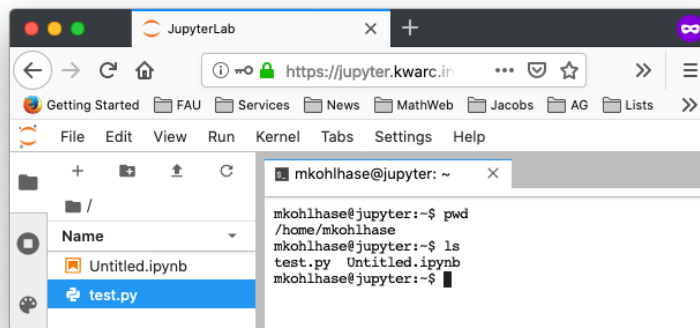 JupyterLab
https://jupyter.kwarc.in
Getting Started FAU Services News MathWeb Jacobs AG Lists
File Edit View Run Kernel Tabs Settings Help
mkohlhase@jupyter: ~
/
Name
Untitled.ipynb
test.py
mkohlhase@jupyter:~$ pwd
/home/mkohlhase
mkohlhase@jupyter:~$ ls
test.py Untitled.ipynb
mkohlhase@jupyter:~$